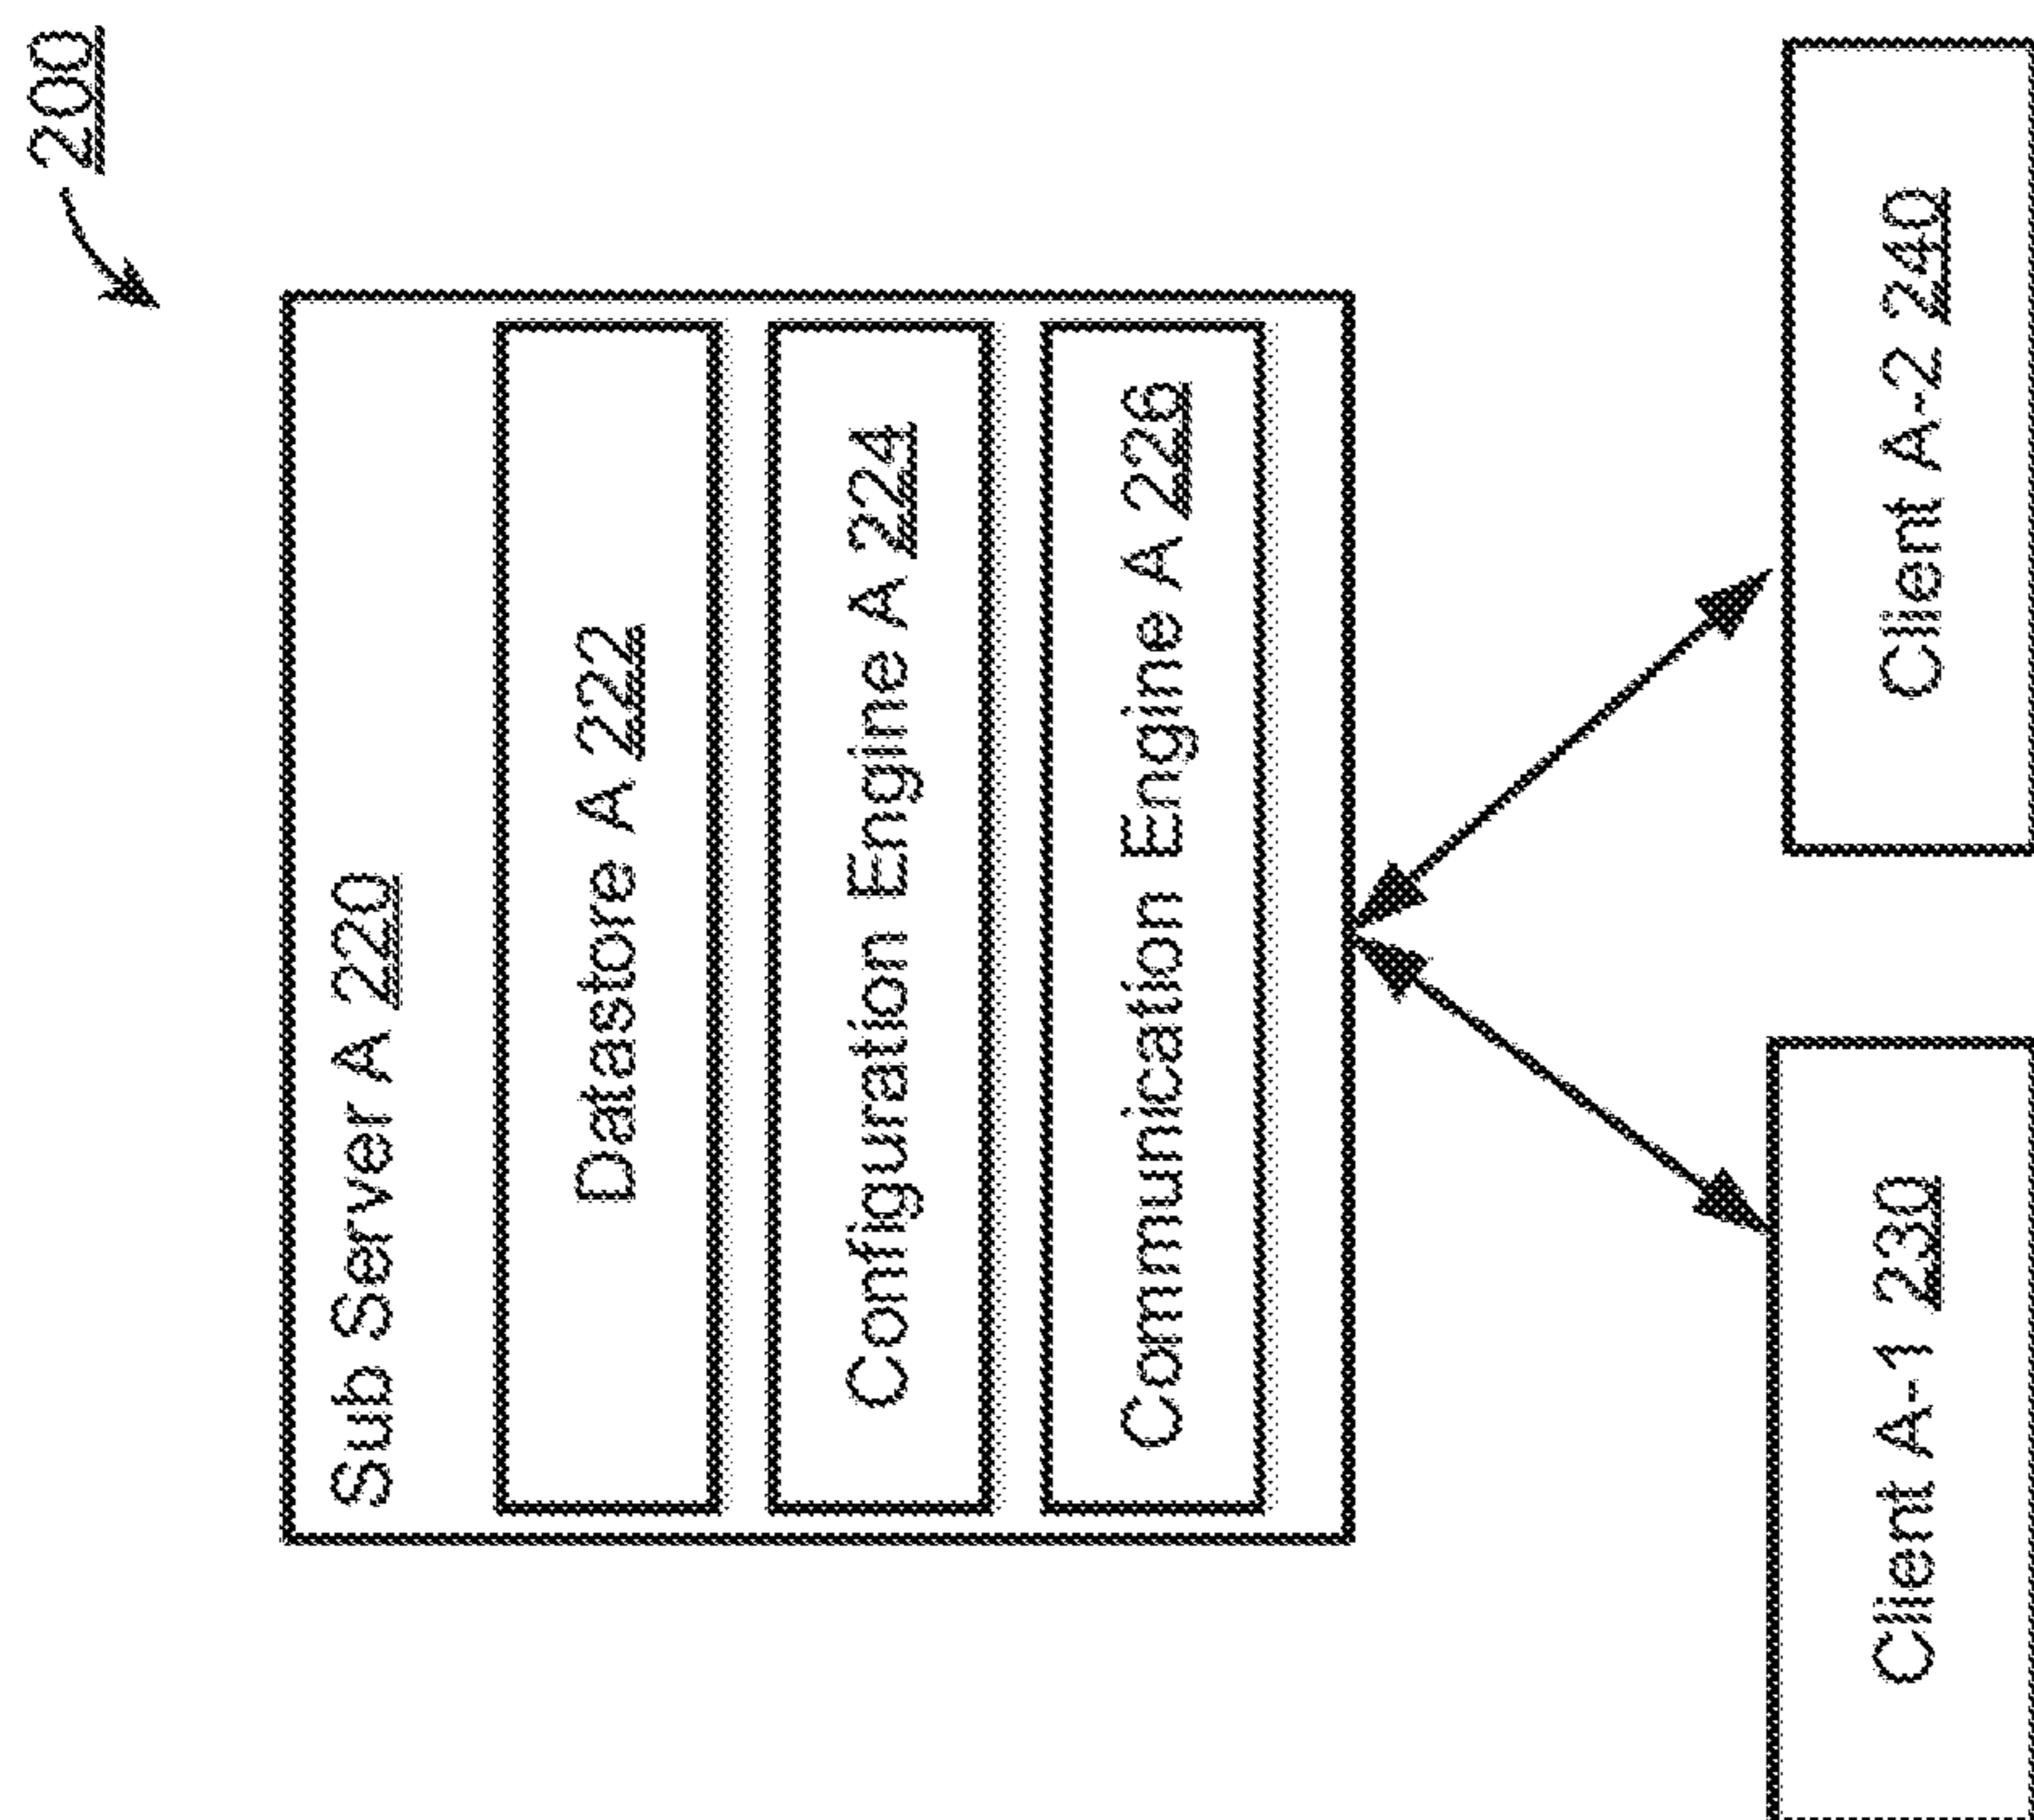 200
Sub Server A 220
Datastore A 222
Configuration Engine A 224
Communication Engine A 226
Client A-1 230
Client A-2 240